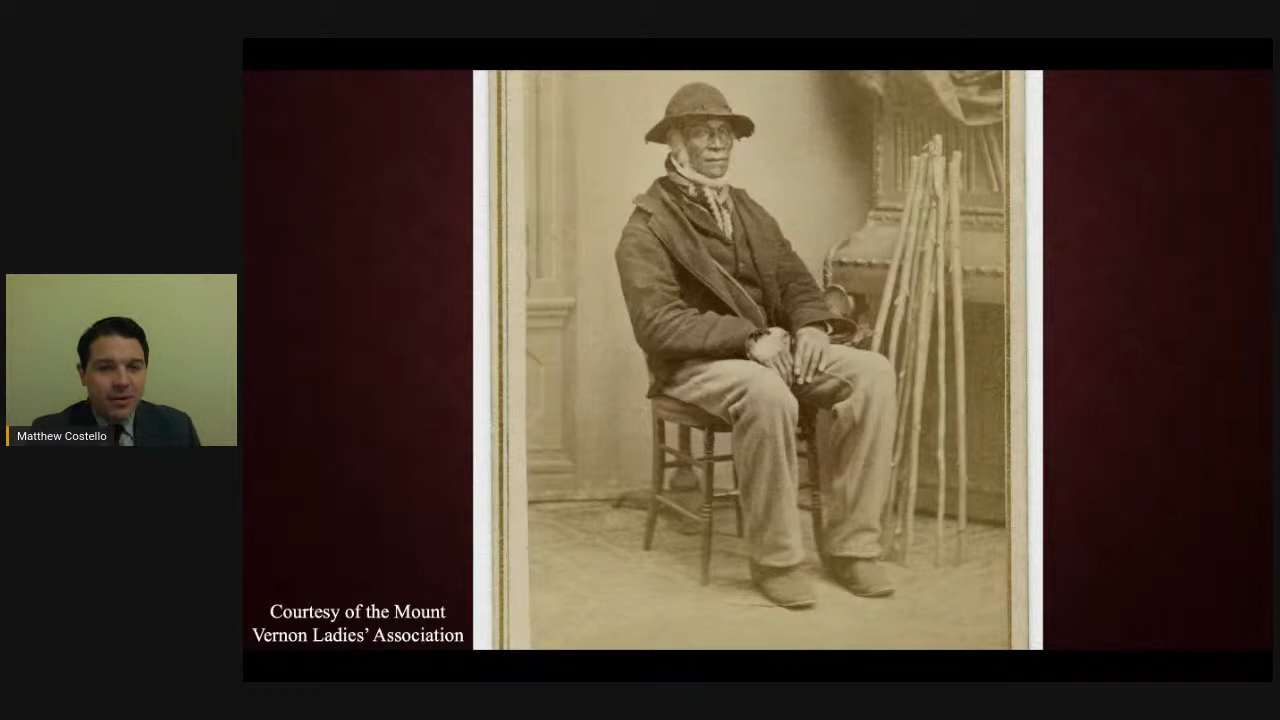 Matthew Costello
Courtesy of the Mount
Vernon Ladies’ Association